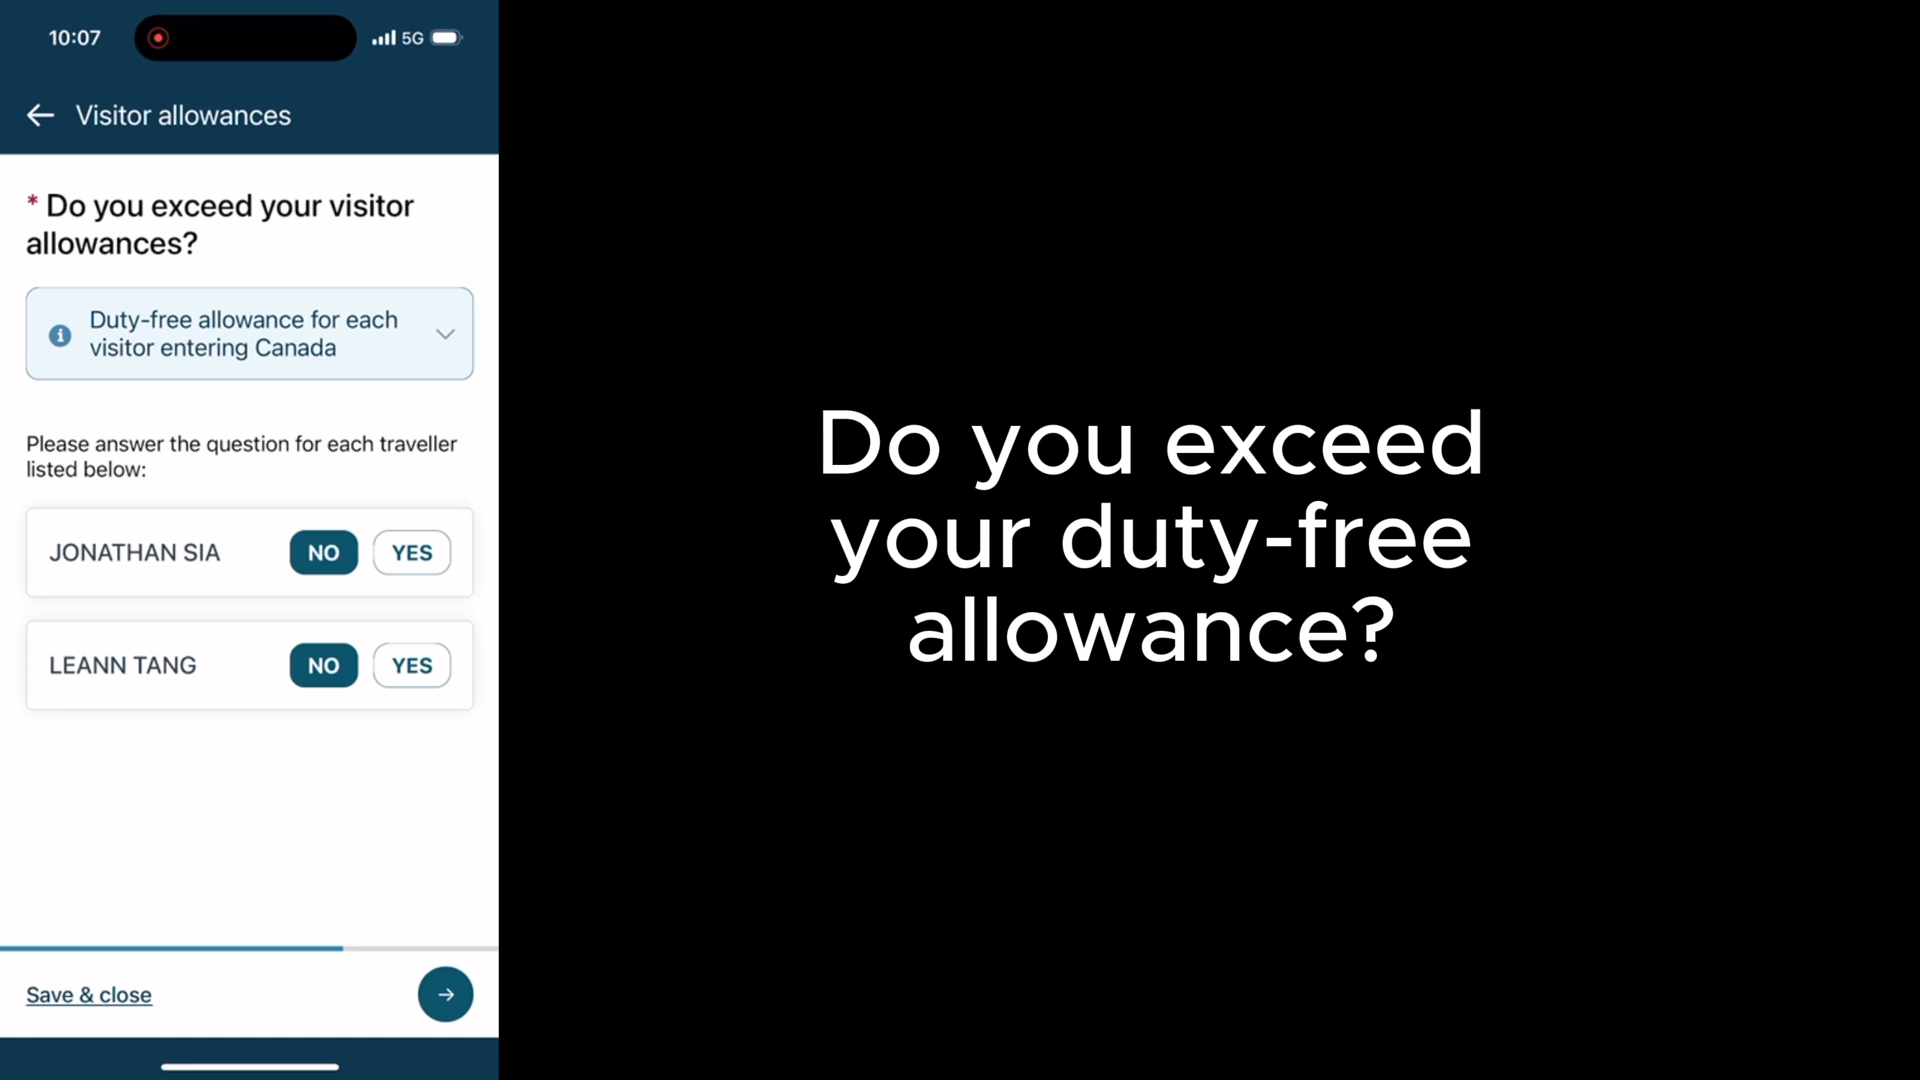 10:07
5G
Visitor allowances
* Do you exceed your visitor
allowances?
Duty-free allowance for each
visitor entering Canada
Please answer the question for each traveller
listed below:
JONATHAN SIA NO YES
LEANN TANG NO YES
Save & close
Do you exceed
your duty-free
allowance?